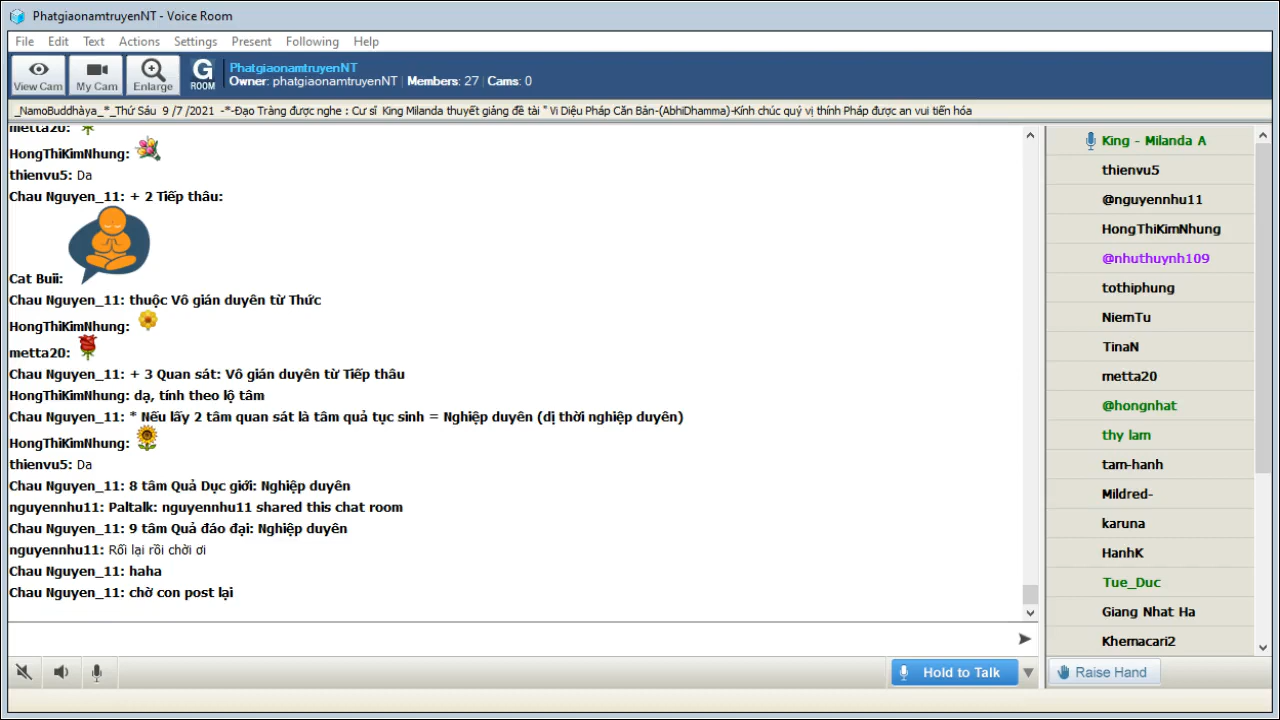 PhatgiaonamtruyenNT - Voice Room
File Edit Text Actions Settings Present Following Help
View Cam My Cam Enlarge G ROOM
PhatgiaonamtruyenNT
Owner: phatgiaonamtruyenNT Members: 27 Cams: 0
_NamoBuddhàya_*_Thứ Sáu 9 /7 /2021 -*-Đạo Tràng được nghe : Cư sĩ King Milanda thuyết giảng đề tài " Vi Diệu Pháp Căn Bản-(AbhiDhamma)-Kính chúc quý vị thính Pháp được an vui tiến hóa
metta20:
HongThiKimNhung:
thienvu5: Da
Chau Nguyen_11: + 2 Tiếp thâu:
Cat Buii:
Chau Nguyen_11: thuộc Vô gián duyên từ Thức
HongThiKimNhung:
metta20:
Chau Nguyen_11: + 3 Quan sát: Vô gián duyên từ Tiếp thâu
HongThiKimNhung: dạ, tính theo lộ tâm
Chau Nguyen_11: * Nếu lấy 2 tâm quan sát là tâm quả tục sinh = Nghiệp duyên (dị thời nghiệp duyên)
HongThiKimNhung:
thienvu5: Da
Chau Nguyen_11: 8 tâm Quả Dục giới: Nghiệp duyên
nguyennhu11: Paltalk: nguyennhu11 shared this chat room
Chau Nguyen_11: 9 tâm Quả đáo đại: Nghiệp duyên
nguyennhu11: Rối lại rồi chời ơi
Chau Nguyen_11: haha
Chau Nguyen_11: chờ con post lại
King - Milanda A
thienvu5
@nguyennhu11
HongThiKimNhung
@nhuthuynh109
tothiphung
NiemTu
TinaN
metta20
@hongnhat
thy lam
tam-hanh
Mildred-
karuna
HanhK
Tue_Duc
Giang Nhat Ha
Khemacari2
Hold to Talk
Raise Hand